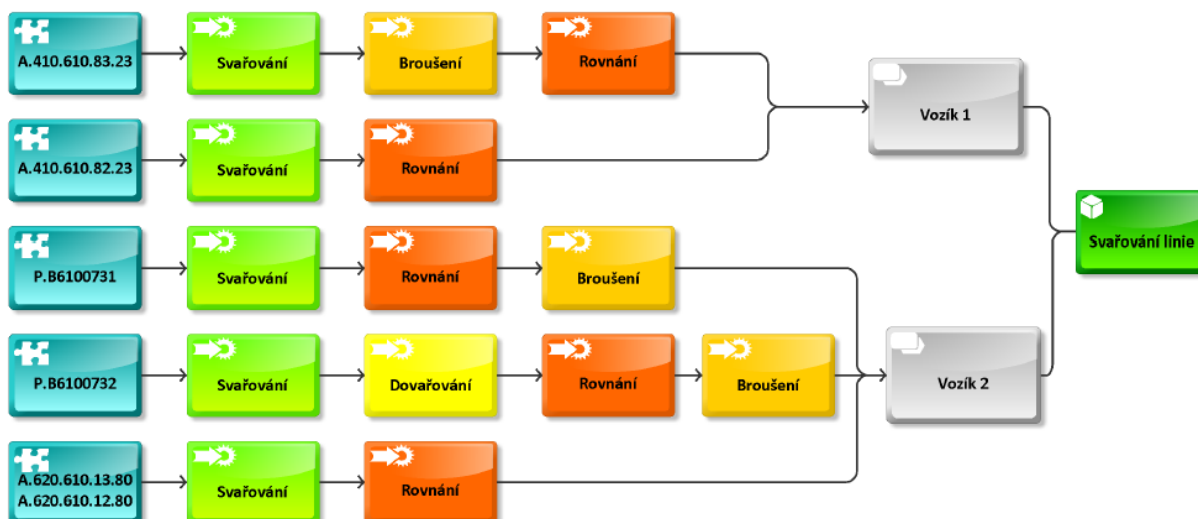 A.410.610.83.23
Svařování
Broušení
Rovnání
Vozík 1
A.410.610.82.23
Svařování
Rovnání
Svařování linie
P.B6100731
Svařování
Rovnání
Broušení
P.B6100732
Svařování
Dovařování
Rovnání
Broušení
Vozík 2
A.620.610.13.80
A.620.610.12.80
Svařování
Rovnání